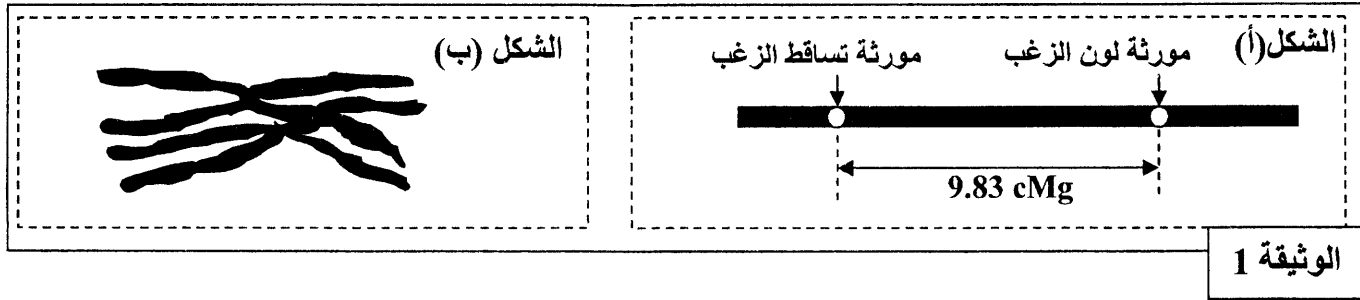 الشكل(أ)
مورثة لون الزغب
مورثة تساقط الزغب
9.83 cMg
الشكل (ب)
الوثيقة 1